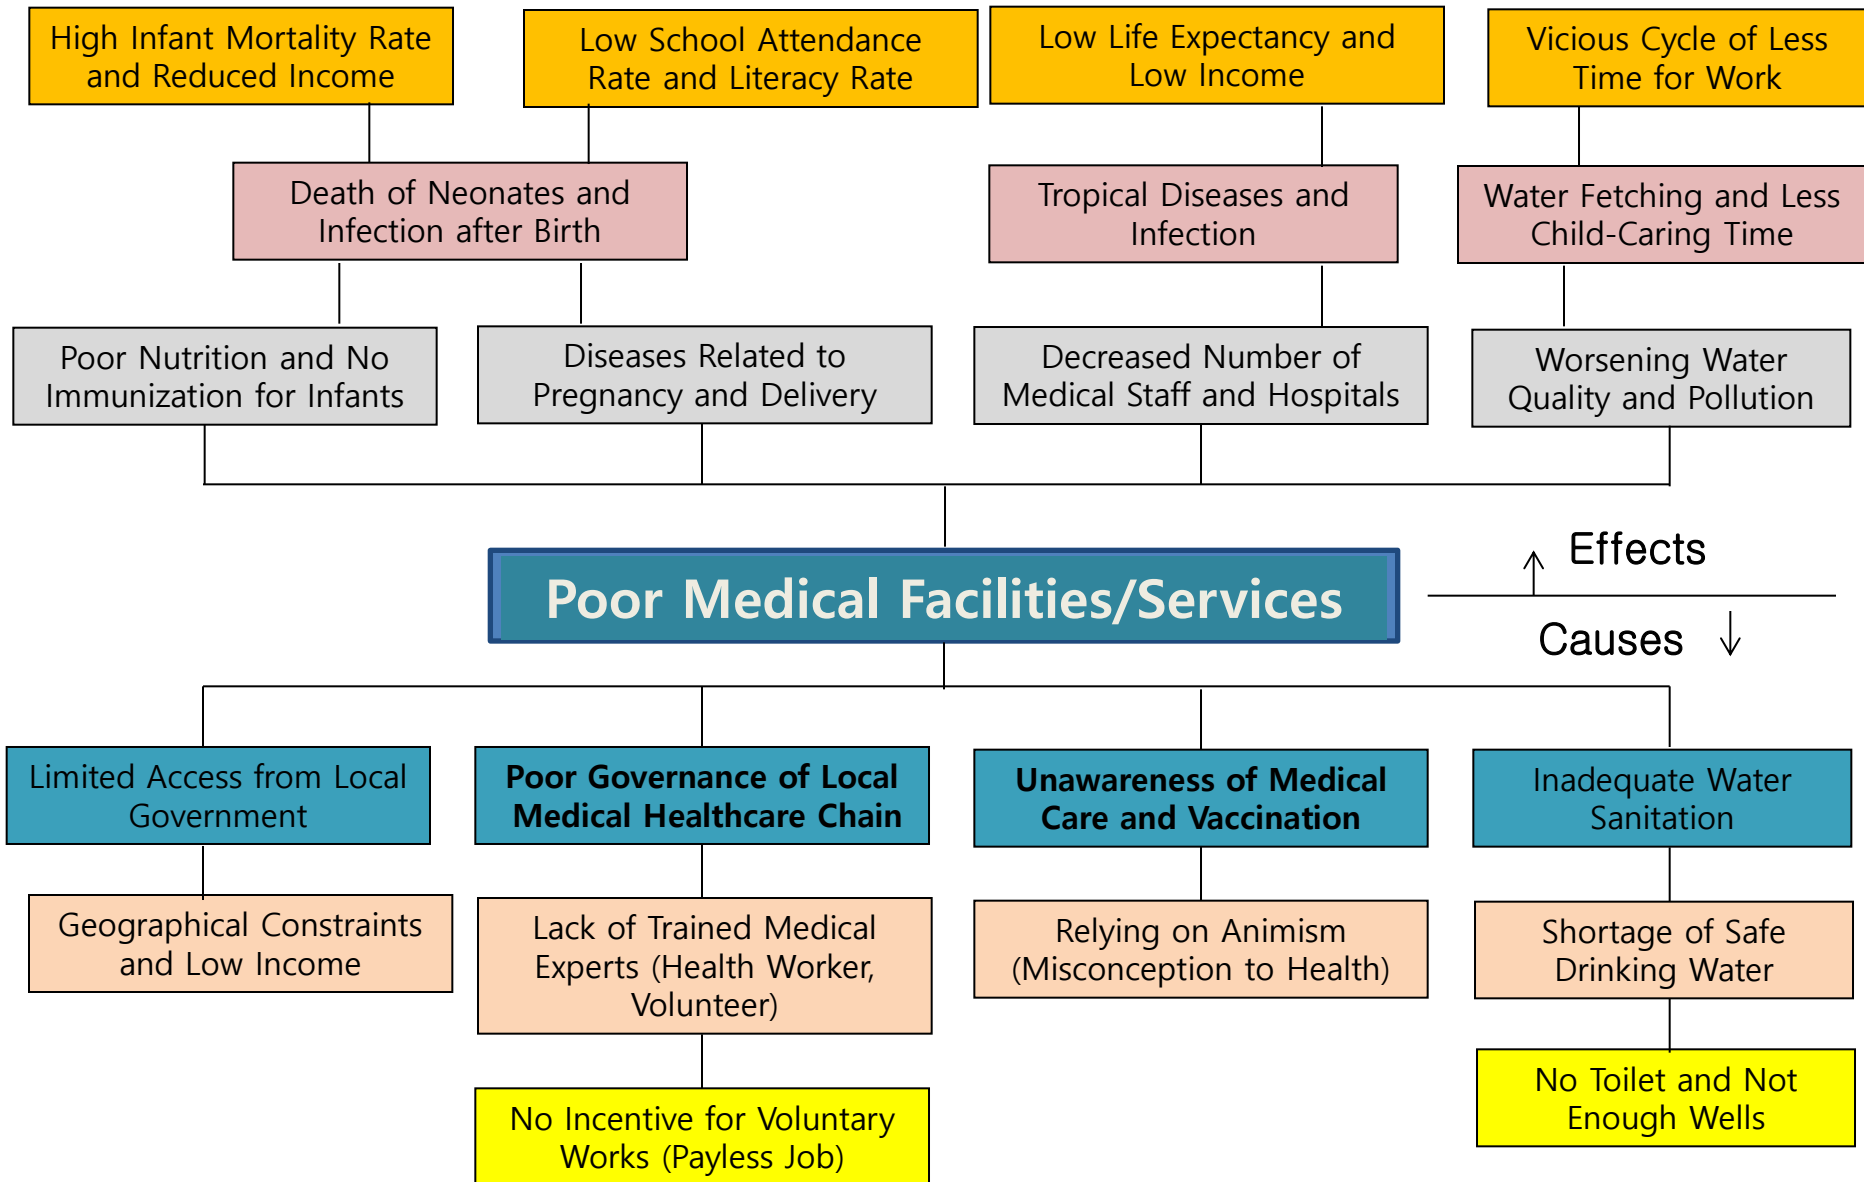 High Infant Mortality Rate
and Reduced Income
Low School Attendance
Rate and Literacy Rate
Low Life Expectancy and
Low Income
Vicious Cycle of Less
Time for Work
Death of Neonates and
Infection after Birth
Tropical Diseases and
Infection
Water Fetching and Less
Child-Caring Time
Poor Nutrition and No
Immunization for Infants
Diseases Related to
Pregnancy and Delivery
Decreased Number of
Medical Staff and Hospitals
Worsening Water
Quality and Pollution
Poor Medical Facilities/Services
Effects
Causes
Limited Access from Local
Government
Poor Governance of Local
Medical Healthcare Chain
Unawareness of Medical
Care and Vaccination
Inadequate Water
Sanitation
Geographical Constraints
and Low Income
Lack of Trained Medical
Experts (Health Worker,
Volunteer)
Relying on Animism
(Misconception to Health)
Shortage of Safe
Drinking Water
No Incentive for Voluntary
Works (Payless Job)
No Toilet and Not
Enough Wells